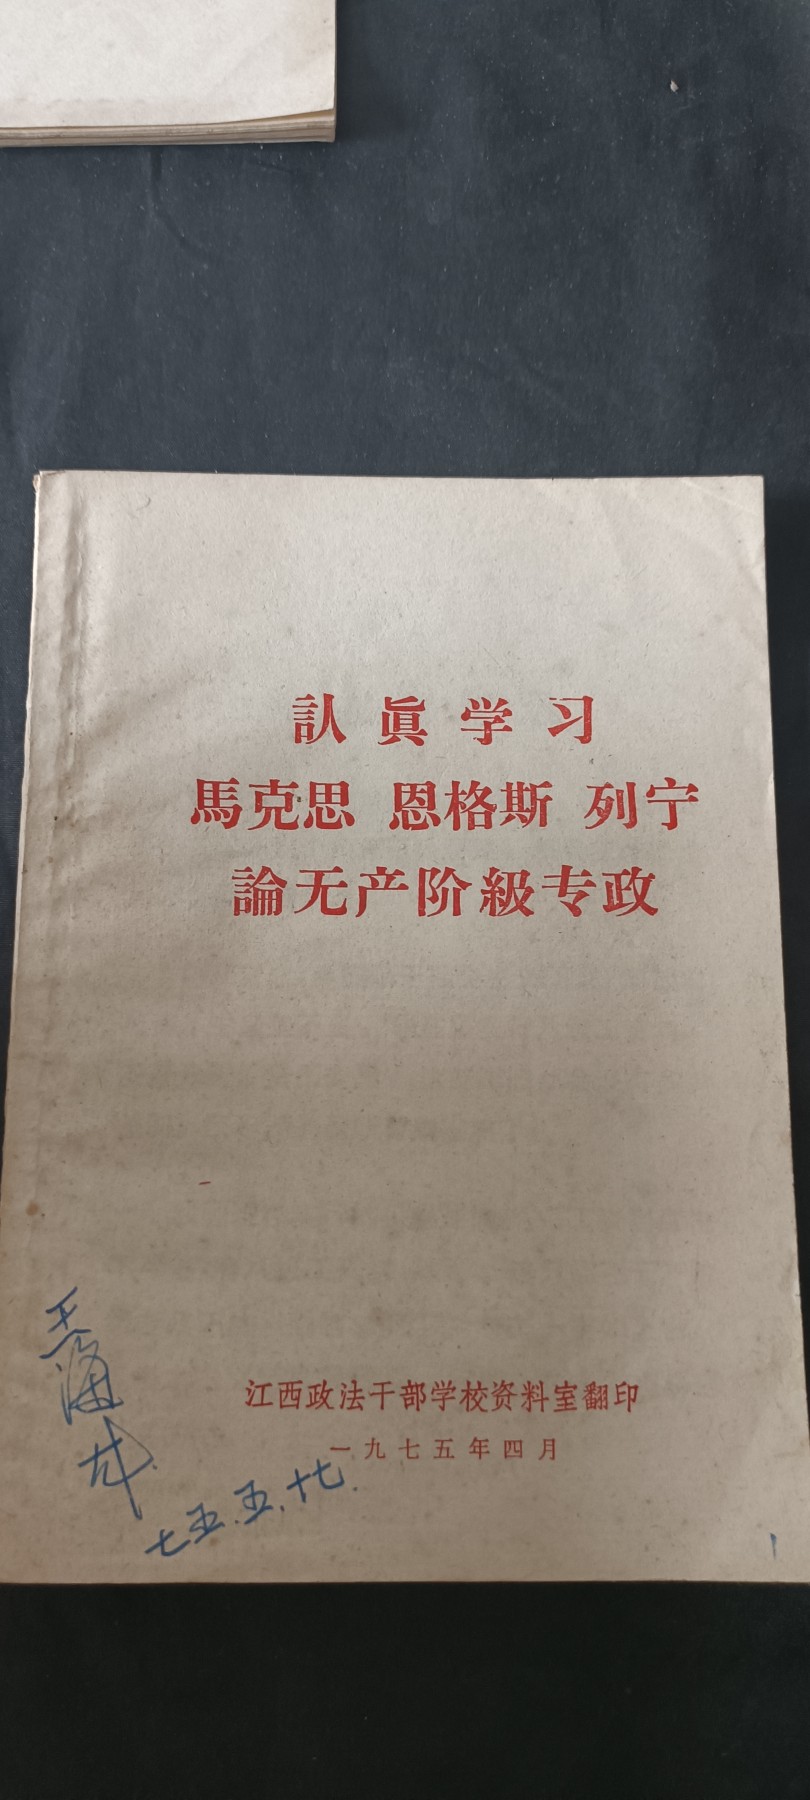 訃眞学习
馬克思 恩格斯 列宁
論无产阶級专政
江西政法干部学校资料室翻印
一九七五年四月
王
七五.五.十七.